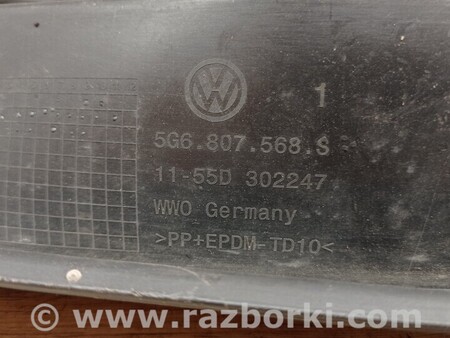 1
5G6.807.568.S
11-55D 302247
WWO Germany
>PP+EPDM-TD10<
www.razborki.com